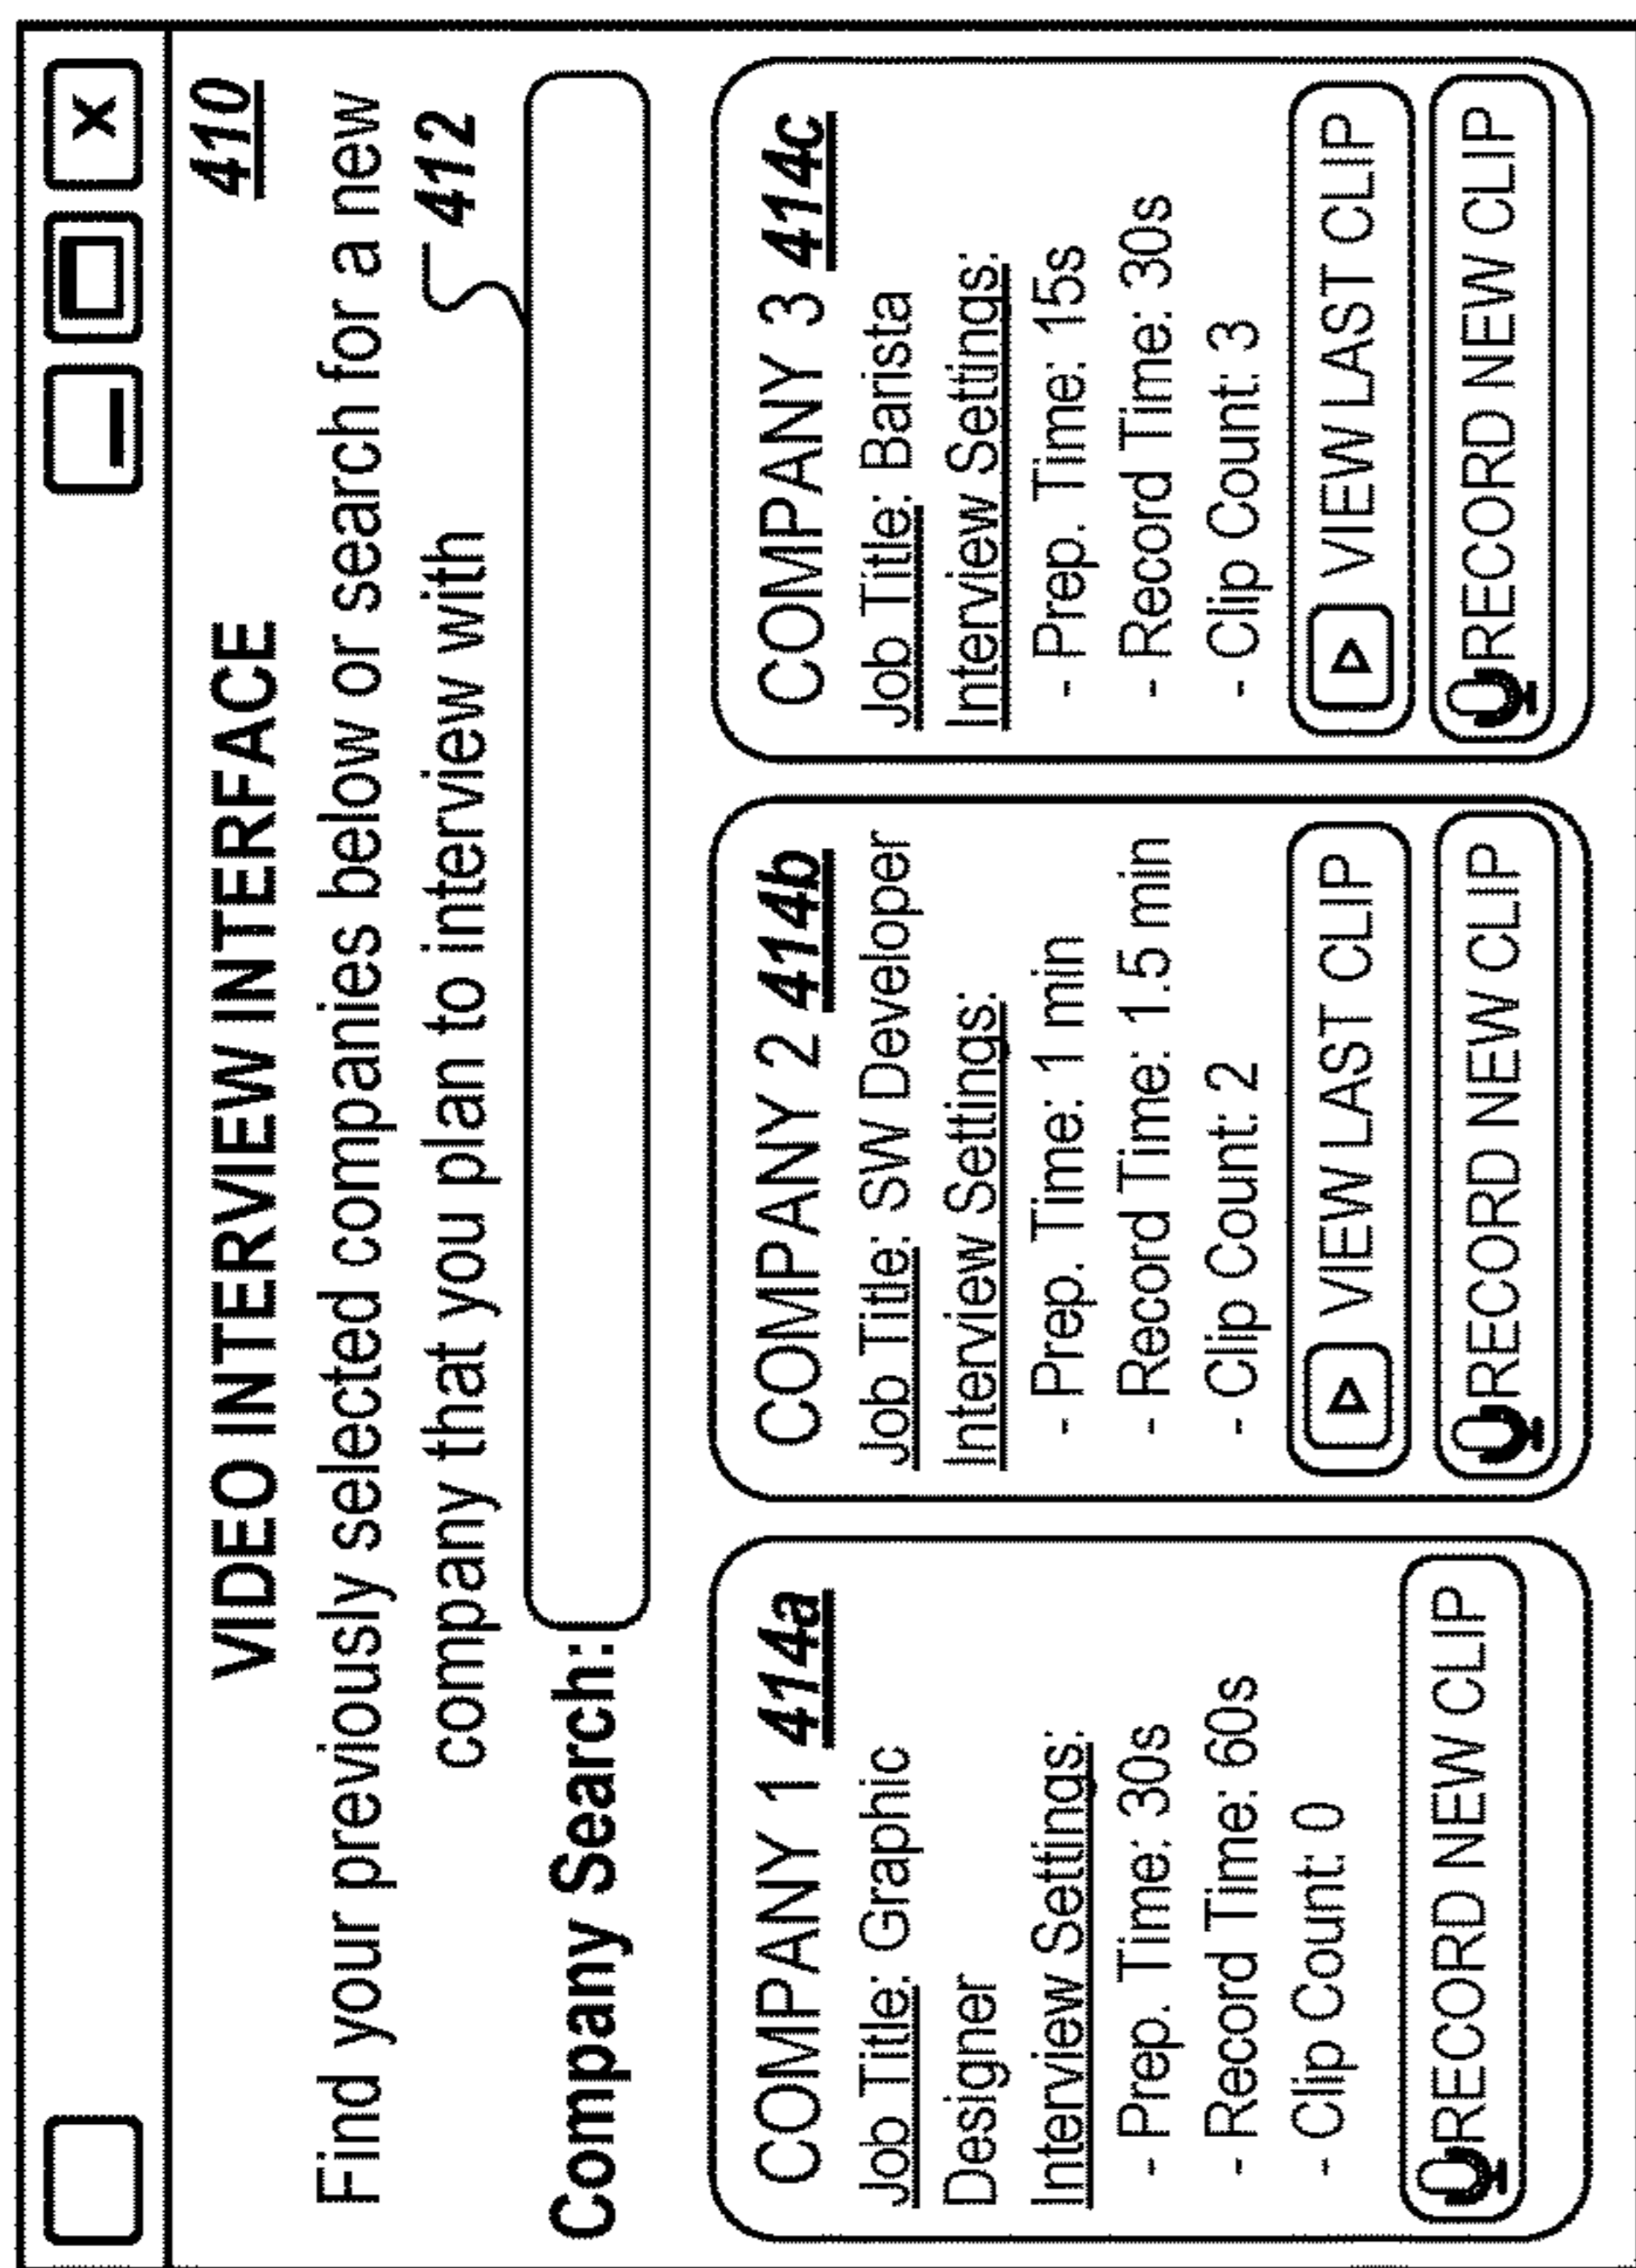 X
VIDEO INTERVIEW INTERFACE
410
Find your previously selected companies below or search for a new
company that you plan to interview with
412
Company Search:
COMPANY 1 414a
Job Title: Graphic
Designer
Interview Settings:
- Prep. Time: 30s
- Record Time: 60s
- Clip Count: 0
RECORD NEW CLIP
COMPANY 2 414b
Job Title: SW Developer
Interview Settings:
- Prep. Time: 1 min
- Record Time: 1.5 min
- Clip Count: 2
VIEW LAST CLIP
RECORD NEW CLIP
COMPANY 3 414c
Job Title: Barista
Interview Settings:
- Prep. Time: 15s
- Record Time: 30s
- Clip Count: 3
VIEW LAST CLIP
RECORD NEW CLIP